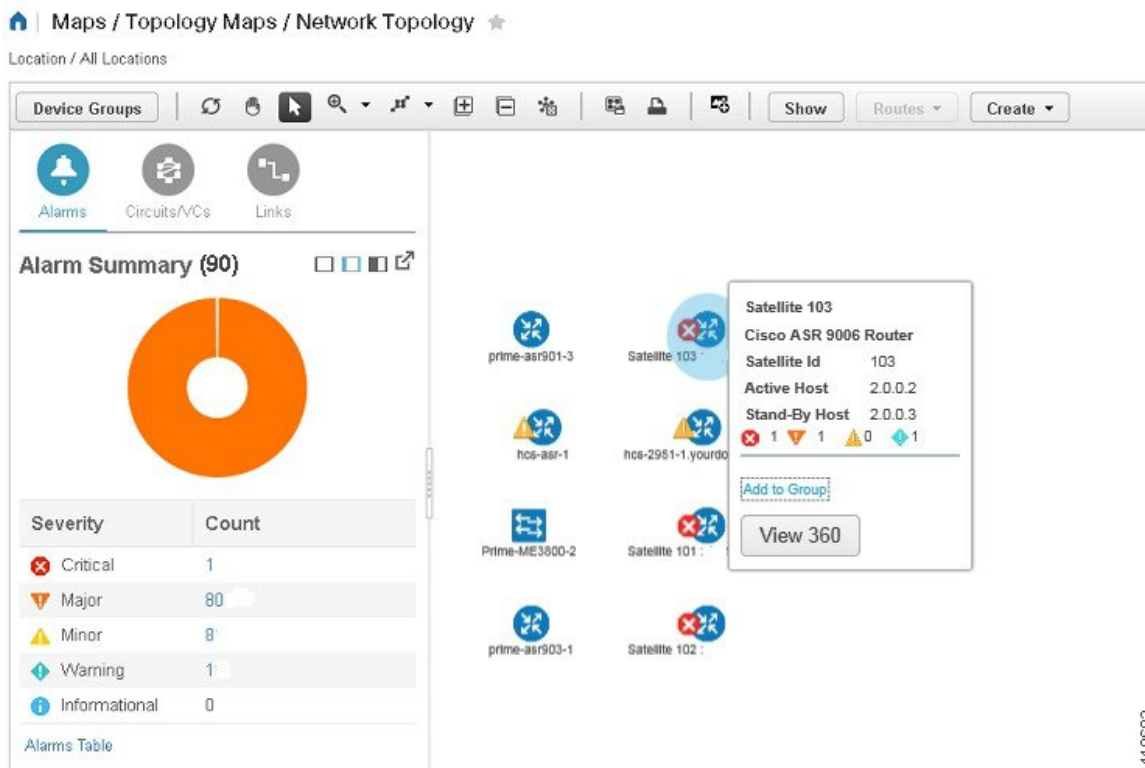 Maps / Topology Maps / Network Topology
Location / All Locations
Device Groups
Show
Routes
Create
Alarms
Circuits/VCs
Links
Alarm Summary (90)
Severity Count
Critical 1
Major 80
Minor 8
Warning 1
Informational 0
Alarms Table
prime-asr901-3
Satellite 103
hcs-asr-1
hcs-2951-1.yourdo
Prime-ME3800-2
Satellite 101 :
prime-asr903-1
Satellite 102 :
Satellite 103
Cisco ASR 9006 Router
Satellite Id 103
Active Host 2.0.0.2
Stand-By Host 2.0.0.3
1 1 0 1
Add to Group
View 360